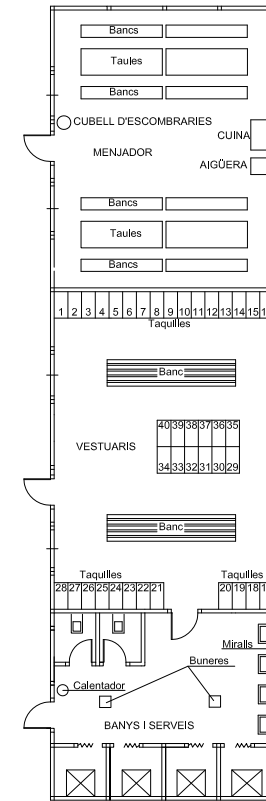 Bancs
Taules
Bancs
CUBELL D'ESCOMBRARIES
CUINA
MENJADOR
AIGÜERA
Bancs
Taules
Bancs
1 2 3 4 5 6 7 8 9 10 11 12 13 14 15
Taquilles
Banc
40 39 38 37 36 35
VESTUARIS
34 33 32 31 30 29
Banc
Taquilles Taquilles
28 27 26 25 24 23 22 21 20 19 18
Miralls
Buneres
Calentador
BANYS I SERVEIS